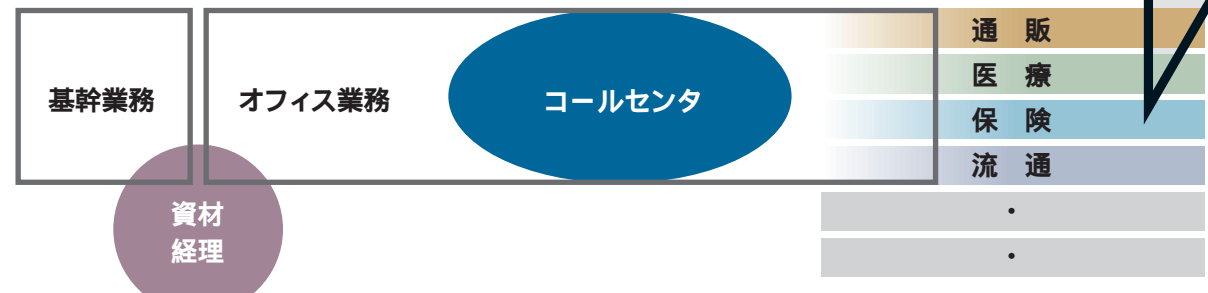 基幹業務
オフィス業務
コールセンタ
通 販
医 療
保 険
流 通
・
・
資材
経理